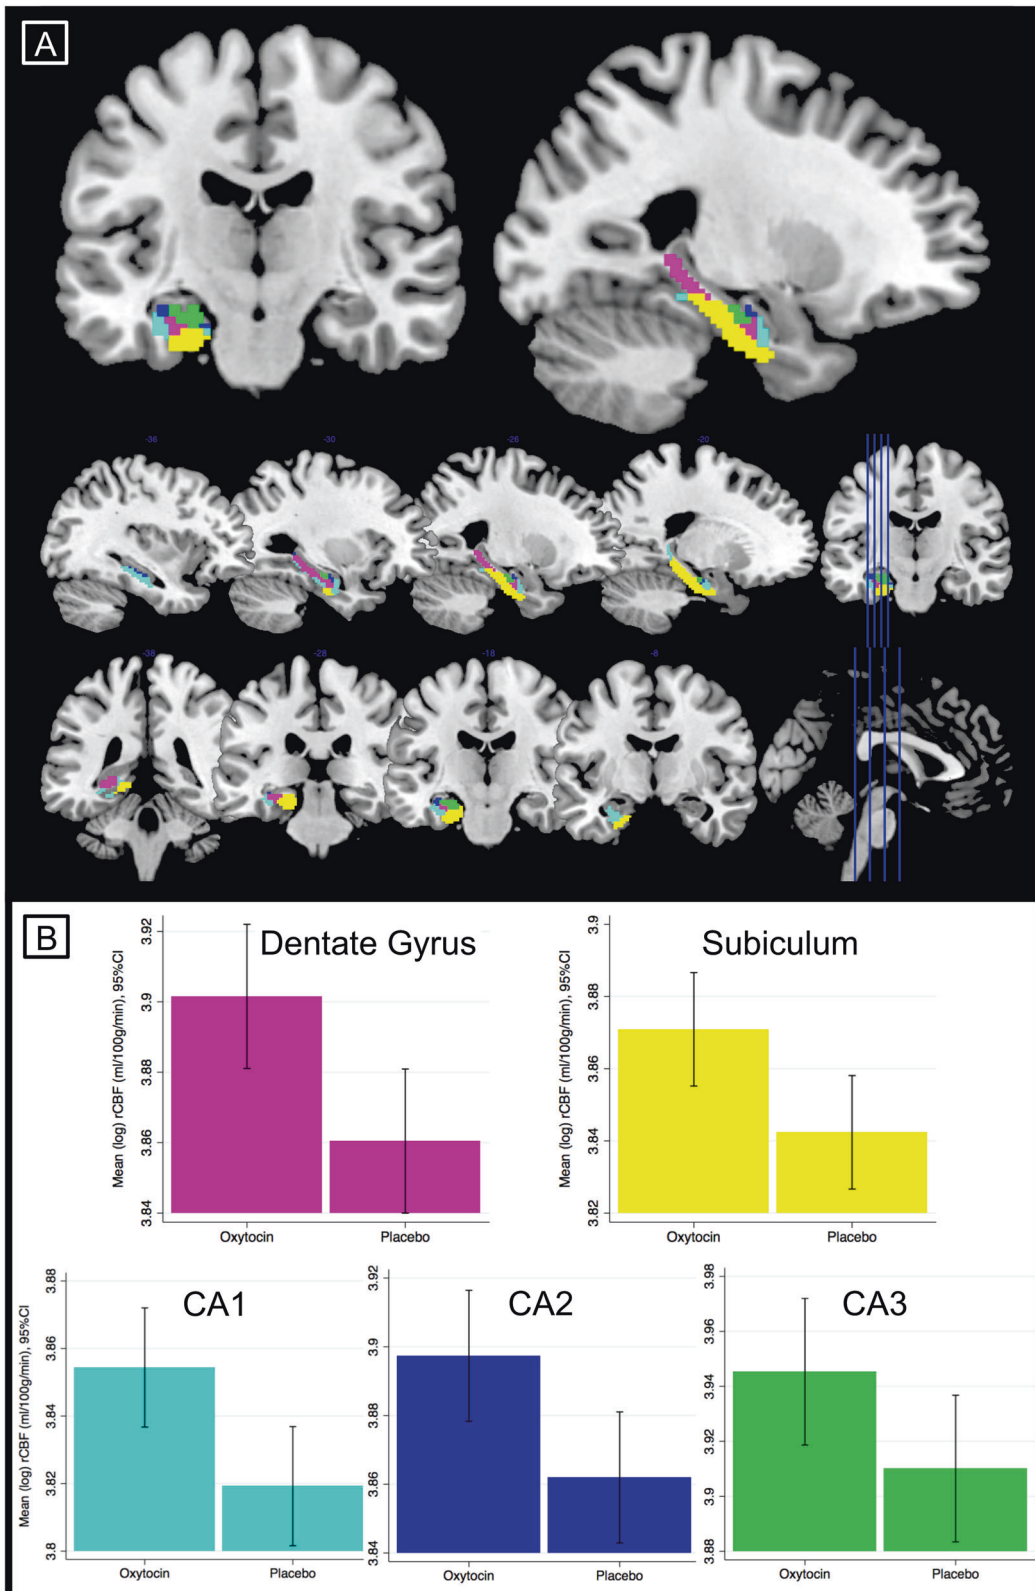 A
-36
-30
-26
-20
-38
-28
-18
-8
B
Dentate Gyrus
Mean (log) rCBF (ml/100g/min), 95%CI
3.92
3.9
3.88
3.86
3.84
Oxytocin
Placebo
Subiculum
Mean (log) rCBF (ml/100g/min), 95%CI
3.9
3.88
3.86
3.84
3.82
Oxytocin
Placebo
CA1
Mean (log) rCBF (ml/100g/min), 95%CI
3.88
3.86
3.84
3.82
3.8
Oxytocin
Placebo
CA2
3.92
3.9
3.88
3.86
3.84
Oxytocin
Placebo
CA3
3.98
3.96
3.94
3.92
3.9
3.88
Oxytocin
Placebo